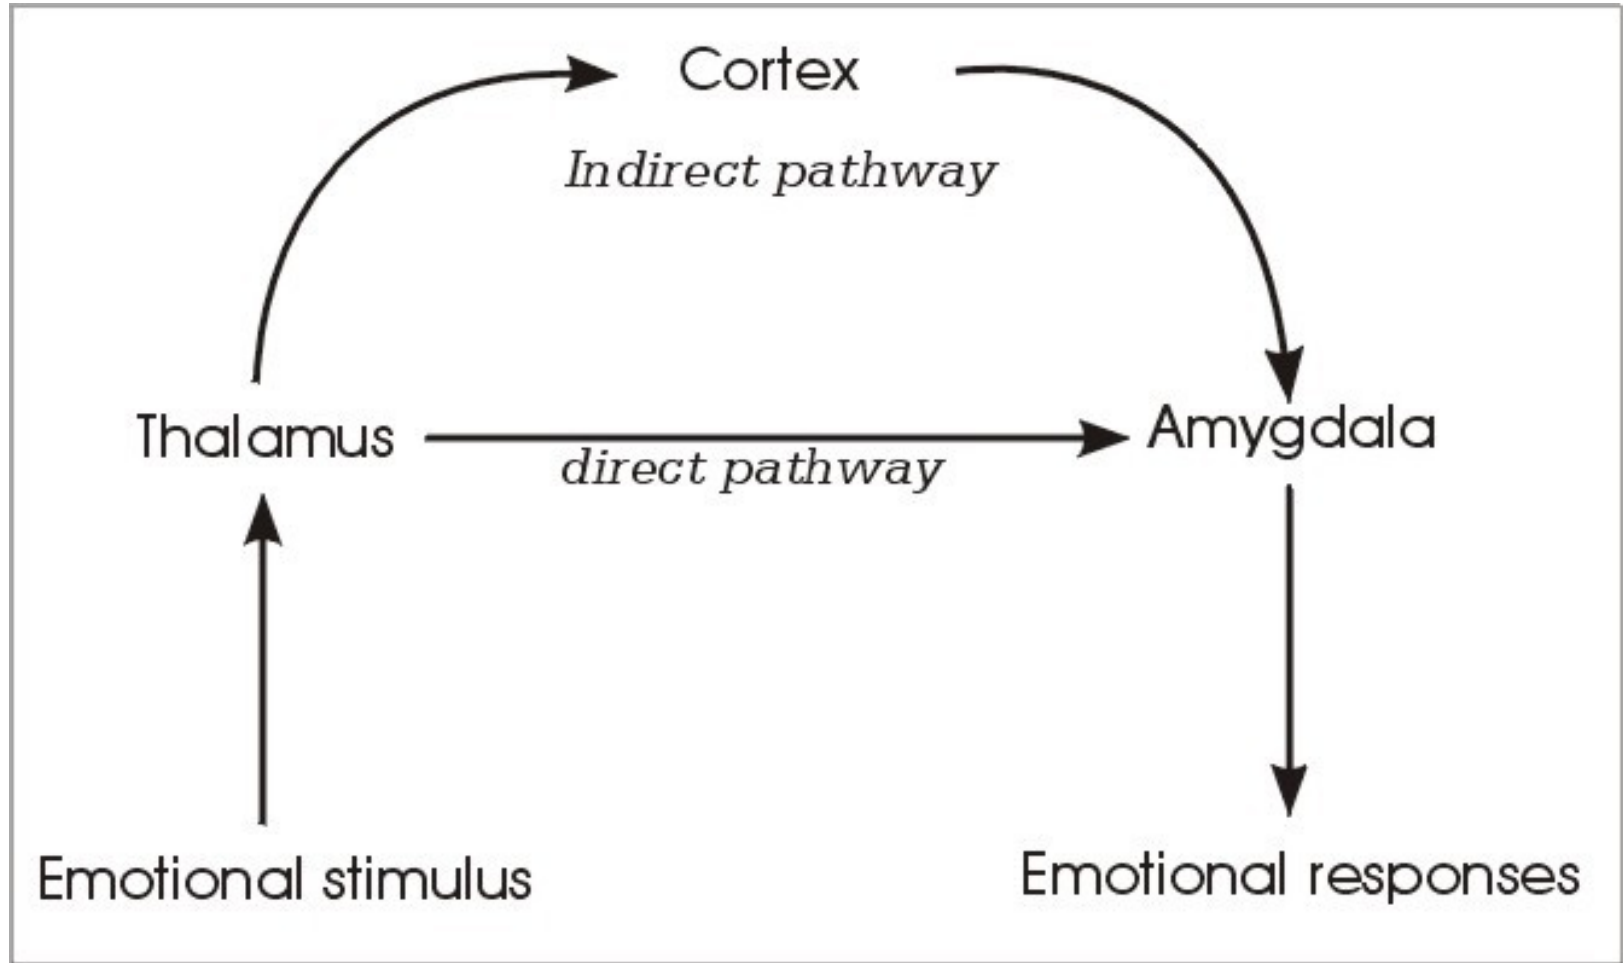 Cortex
Indirect pathway
Thalamus
Amygdala
direct pathway
Emotional stimulus
Emotional responses